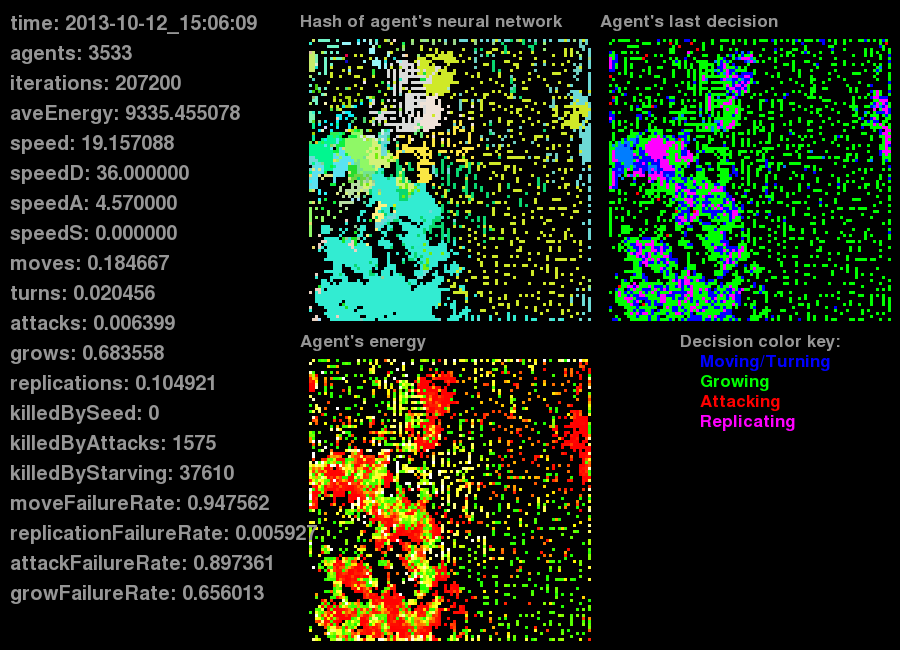 time: 2013-10-12_15:06:09
agents: 3533
iterations: 207200
aveEnergy: 9335.455078
speed: 19.157088
speedD: 36.000000
speedA: 4.570000
speedS: 0.000000
moves: 0.184667
turns: 0.020456
attacks: 0.006399
grows: 0.683558
replications: 0.104921
killedBySeed: 0
killedByAttacks: 1575
killedByStarving: 37610
moveFailureRate: 0.947562
replicationFailureRate: 0.005927
attackFailureRate: 0.897361
growFailureRate: 0.656013
Hash of agent's neural network
Agent's last decision
Agent's energy
Decision color key:
Moving/Turning
Growing
Attacking
Replicating